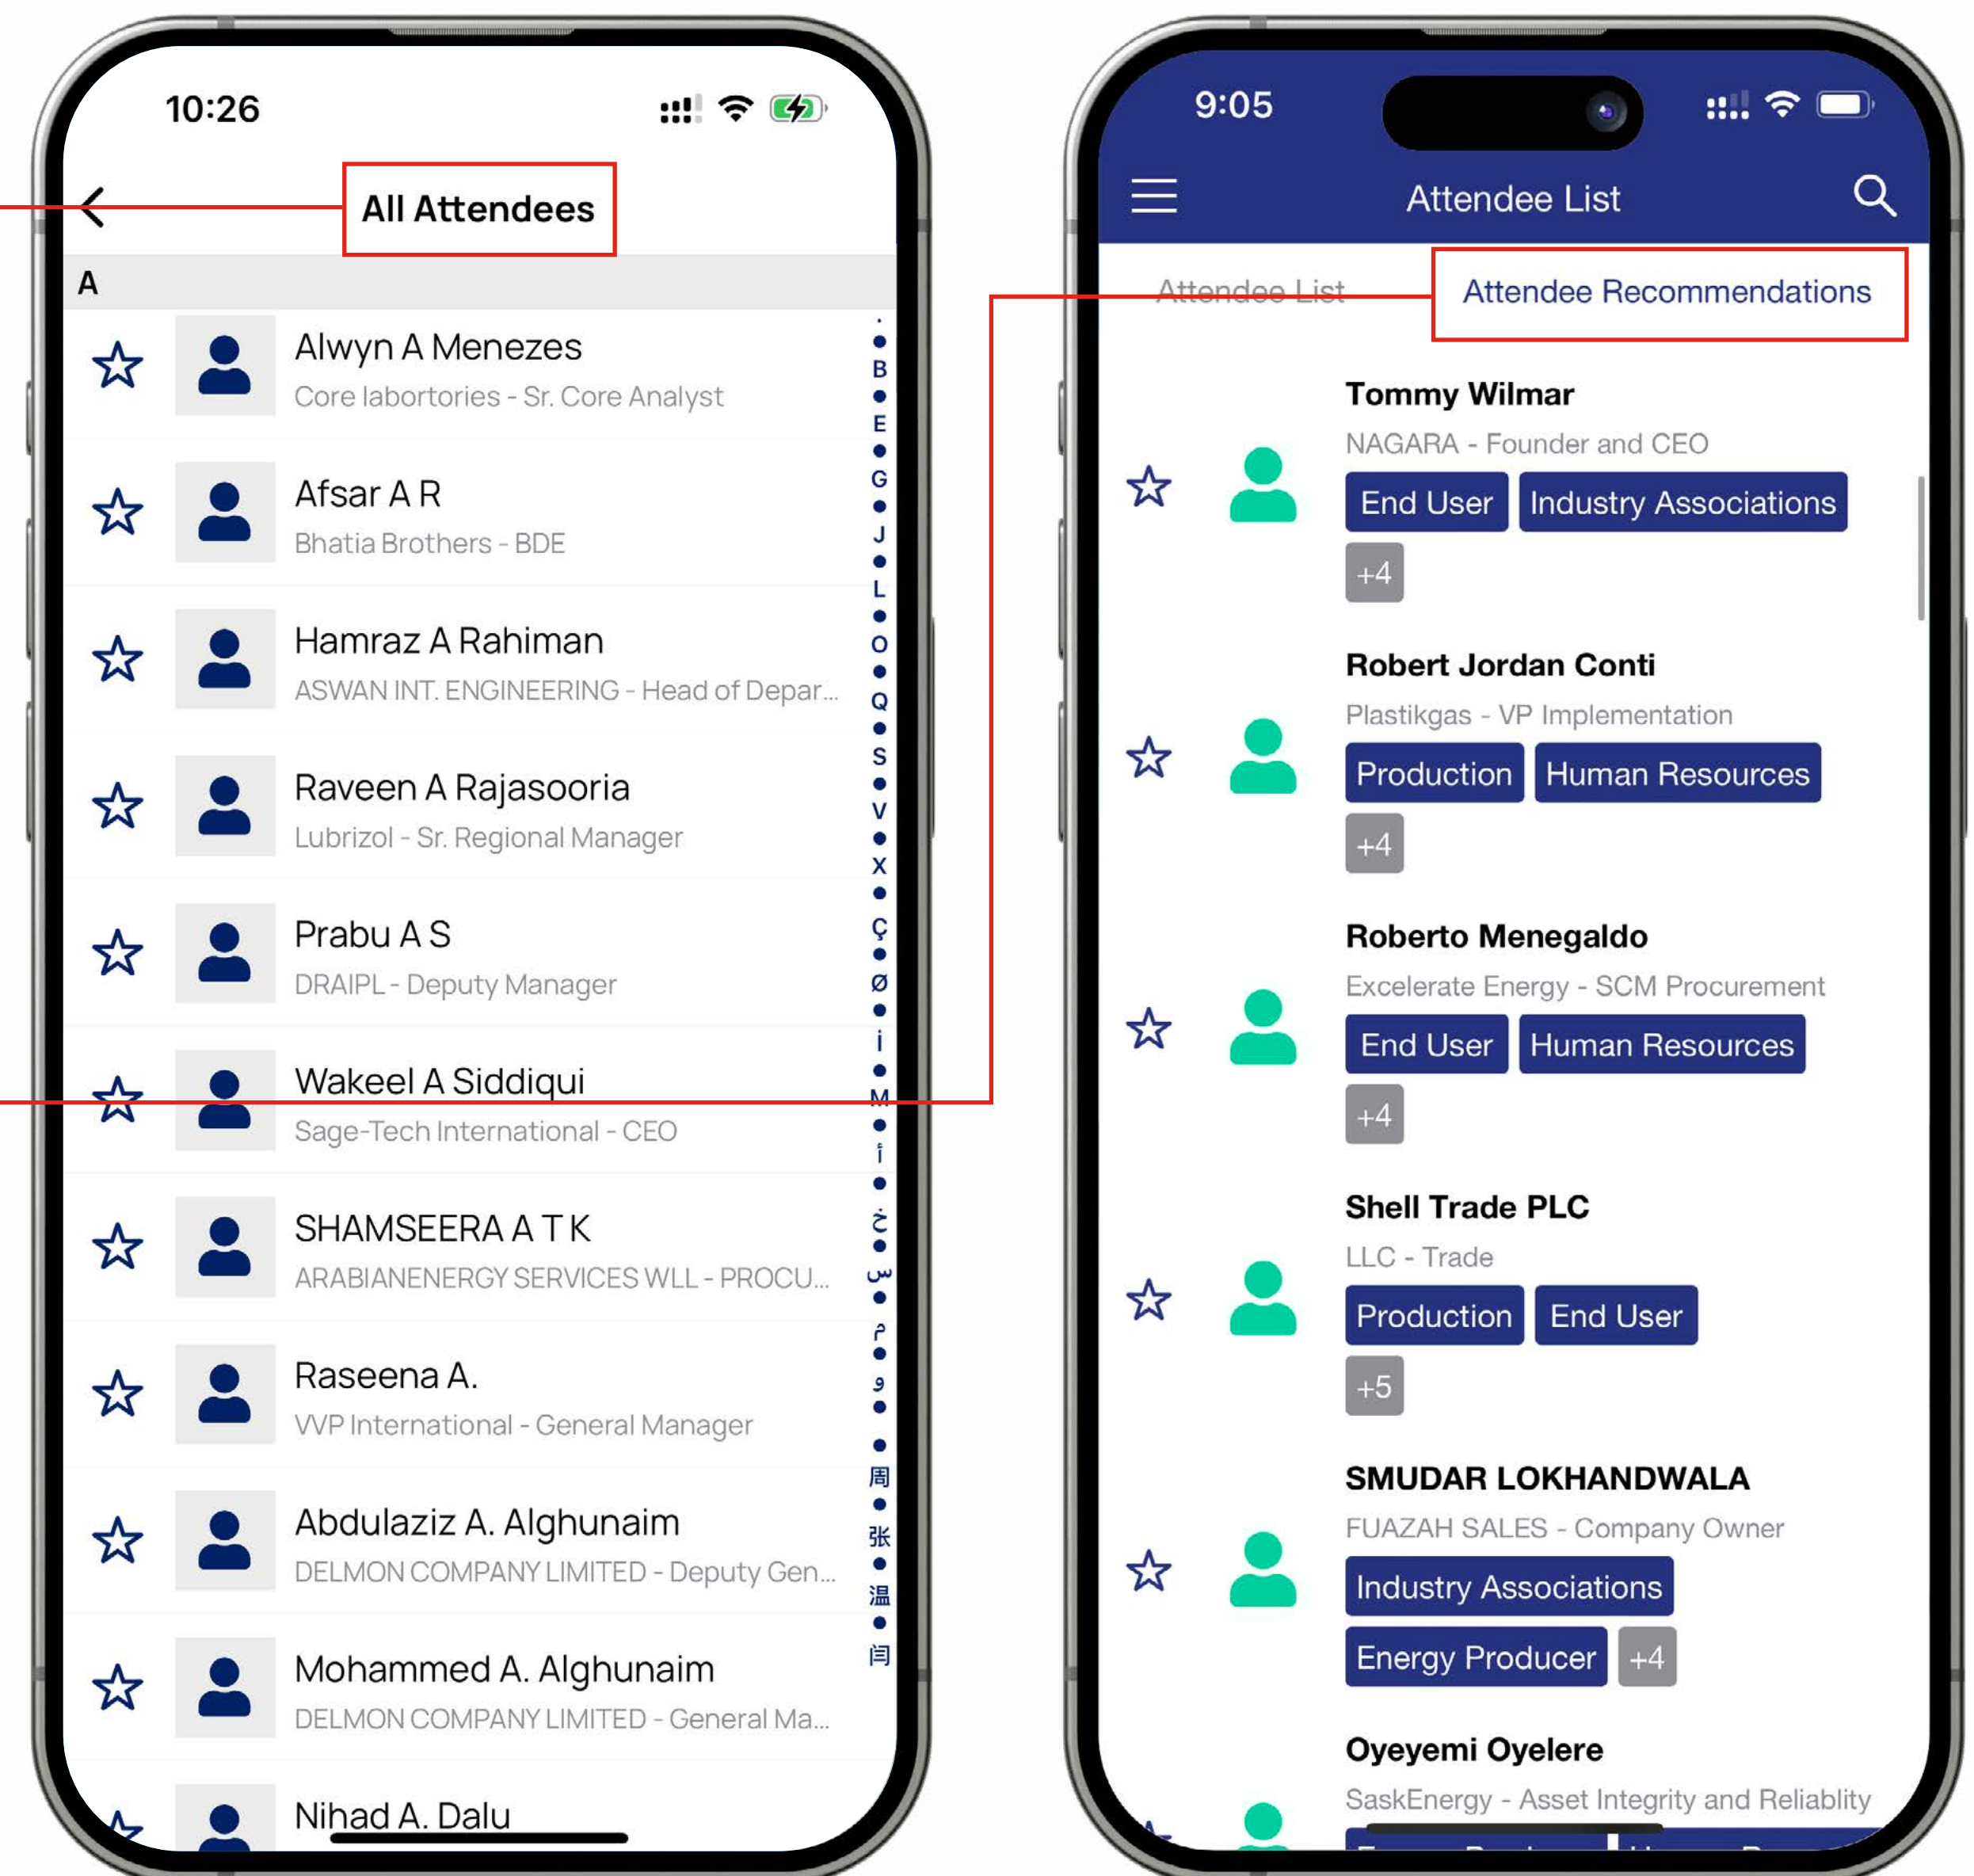 10:26
All Attendees
A
Alwyn A Menezes
Core labortories - Sr. Core Analyst
Afsar A R
Bhatia Brothers - BDE
Hamraz A Rahiman
ASWAN INT. ENGINEERING - Head of Depar...
Raveen A Rajasooria
Lubrizol - Sr. Regional Manager
Prabu A S
DRAIPL - Deputy Manager
Wakeel A Siddiqui
Sage-Tech International - CEO
SHAMSEERA A T K
ARABIANENERGY SERVICES WLL - PROCU...
Raseena A.
VVP International - General Manager
Abdulaziz A. Alghunaim
DELMON COMPANY LIMITED - Deputy Gen...
Mohammed A. Alghunaim
DELMON COMPANY LIMITED - General Ma...
Nihad A. Dalu
B
E
G
J
L
O
Q
S
V
X
Ç
Ø
İ
M
أ
خ
س
م
و
周
张
温
闫
9:05
Attendee List
Attendee List
Attendee Recommendations
Tommy Wilmar
NAGARA - Founder and CEO
End User Industry Associations
+4
Robert Jordan Conti
Plastikgas - VP Implementation
Production Human Resources
+4
Roberto Menegaldo
Excelerate Energy - SCM Procurement
End User Human Resources
+4
Shell Trade PLC
LLC - Trade
Production End User
+5
SMUDAR LOKHANDWALA
FUAZAH SALES - Company Owner
Industry Associations
Energy Producer +4
Oyeyemi Oyelere
SaskEnergy - Asset Integrity and Reliablity